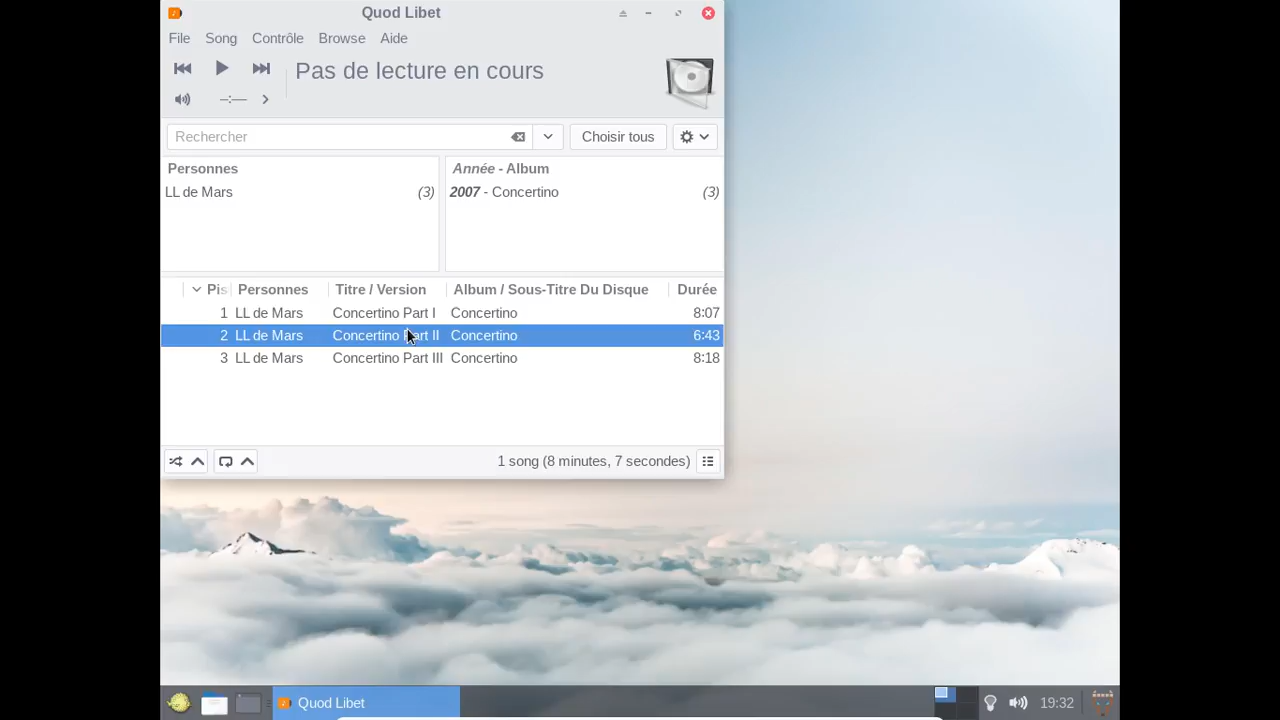 Quod Libet
File Song Contrôle Browse Aide
Pas de lecture en cours
--:--
Rechercher Choisir tous
Personnes Année - Album
LL de Mars (3) 2007 - Concertino (3)
Pis Personnes Titre / Version Album / Sous-Titre Du Disque Durée
1 LL de Mars Concertino Part I Concertino 8:07
2 LL de Mars Concertino Part II Concertino 6:43
3 LL de Mars Concertino Part III Concertino 8:18
1 song (8 minutes, 7 secondes)
Quod Libet 19:32